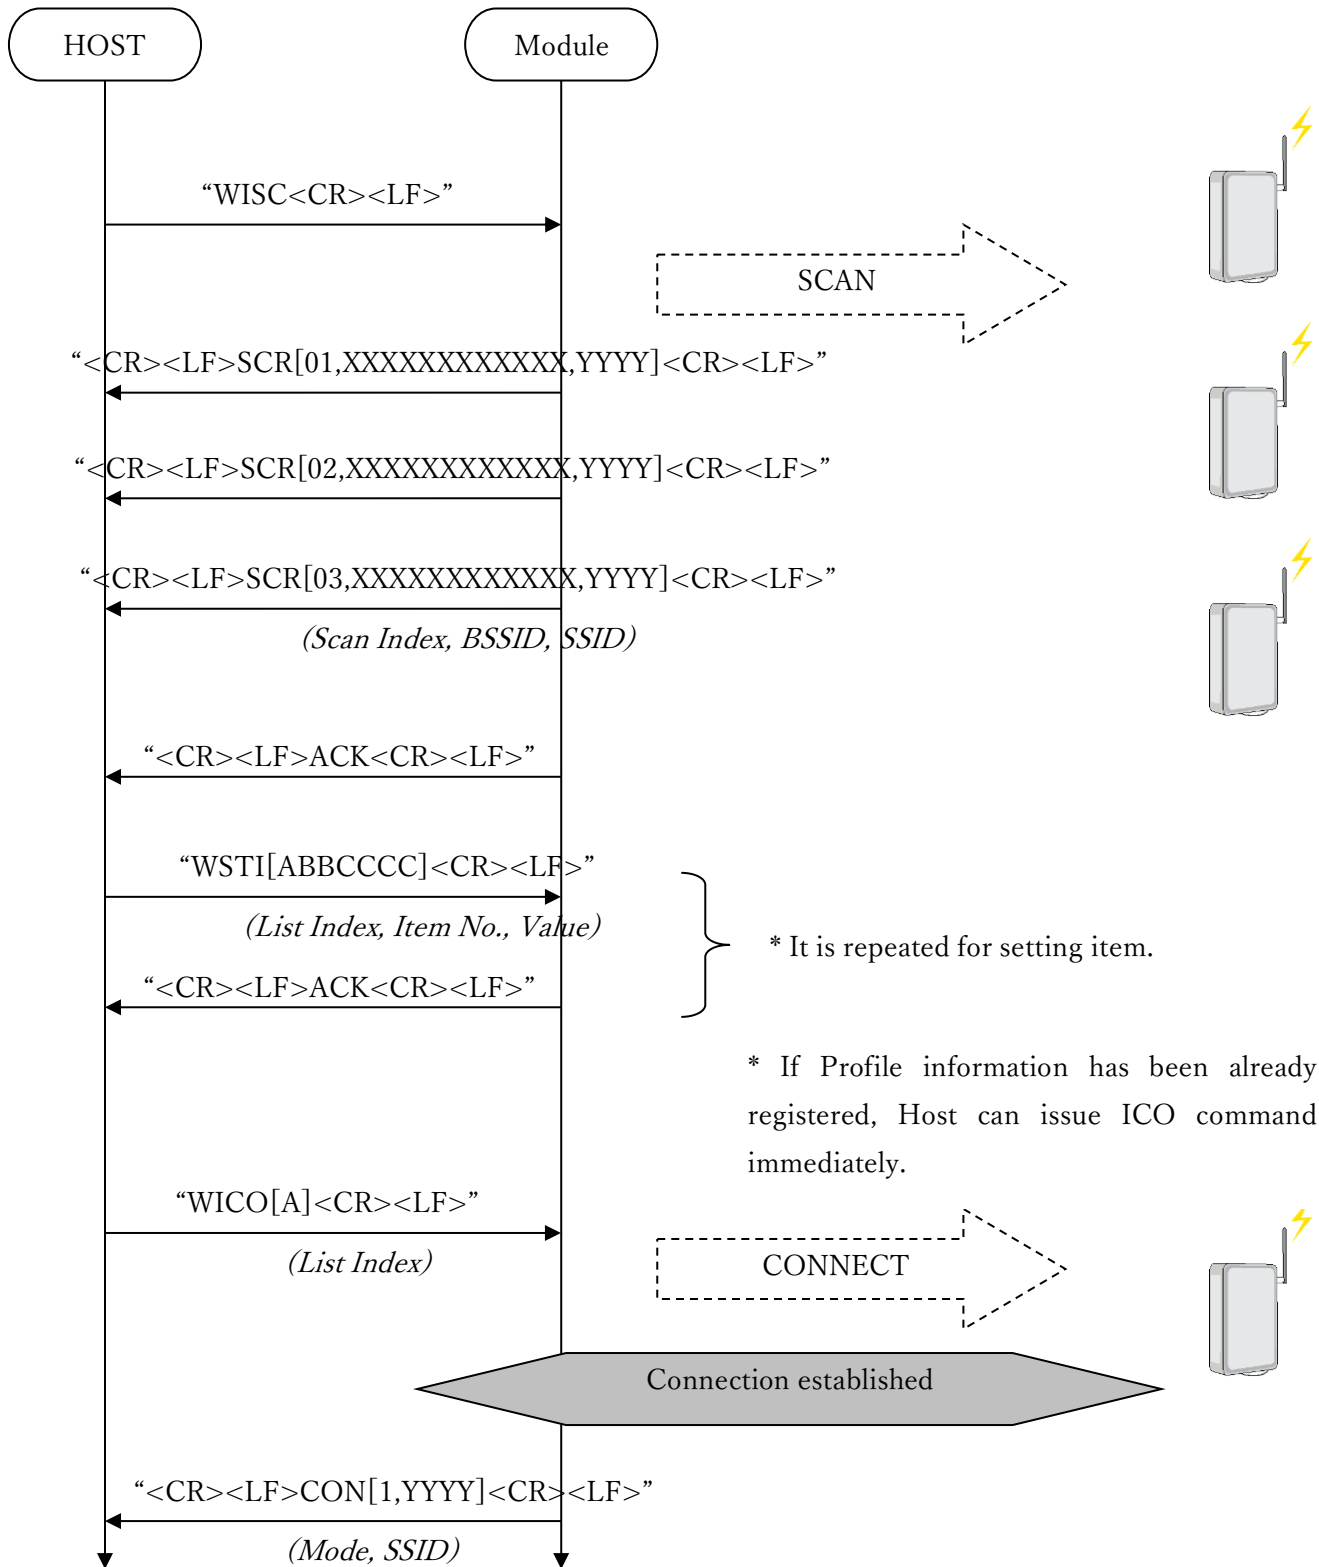 HOST
Module
“WISC<CR><LF>”
SCAN
“<CR><LF>SCR[01,XXXXXXXXXXXX,YYYY]<CR><LF>”
“<CR><LF>SCR[02,XXXXXXXXXXXX,YYYY]<CR><LF>”
“<CR><LF>SCR[03,XXXXXXXXXXXX,YYYY]<CR><LF>”
(Scan Index, BSSID, SSID)
“<CR><LF>ACK<CR><LF>”
“WSTI[ABBCCCC]<CR><LF>”
(List Index, Item No., Value)
* It is repeated for setting item.
“<CR><LF>ACK<CR><LF>”
* If Profile information has been already
registered, Host can issue ICO command
immediately.
“WICO[A]<CR><LF>”
(List Index)
CONNECT
Connection established
“<CR><LF>CON[1,YYYY]<CR><LF>”
(Mode, SSID)